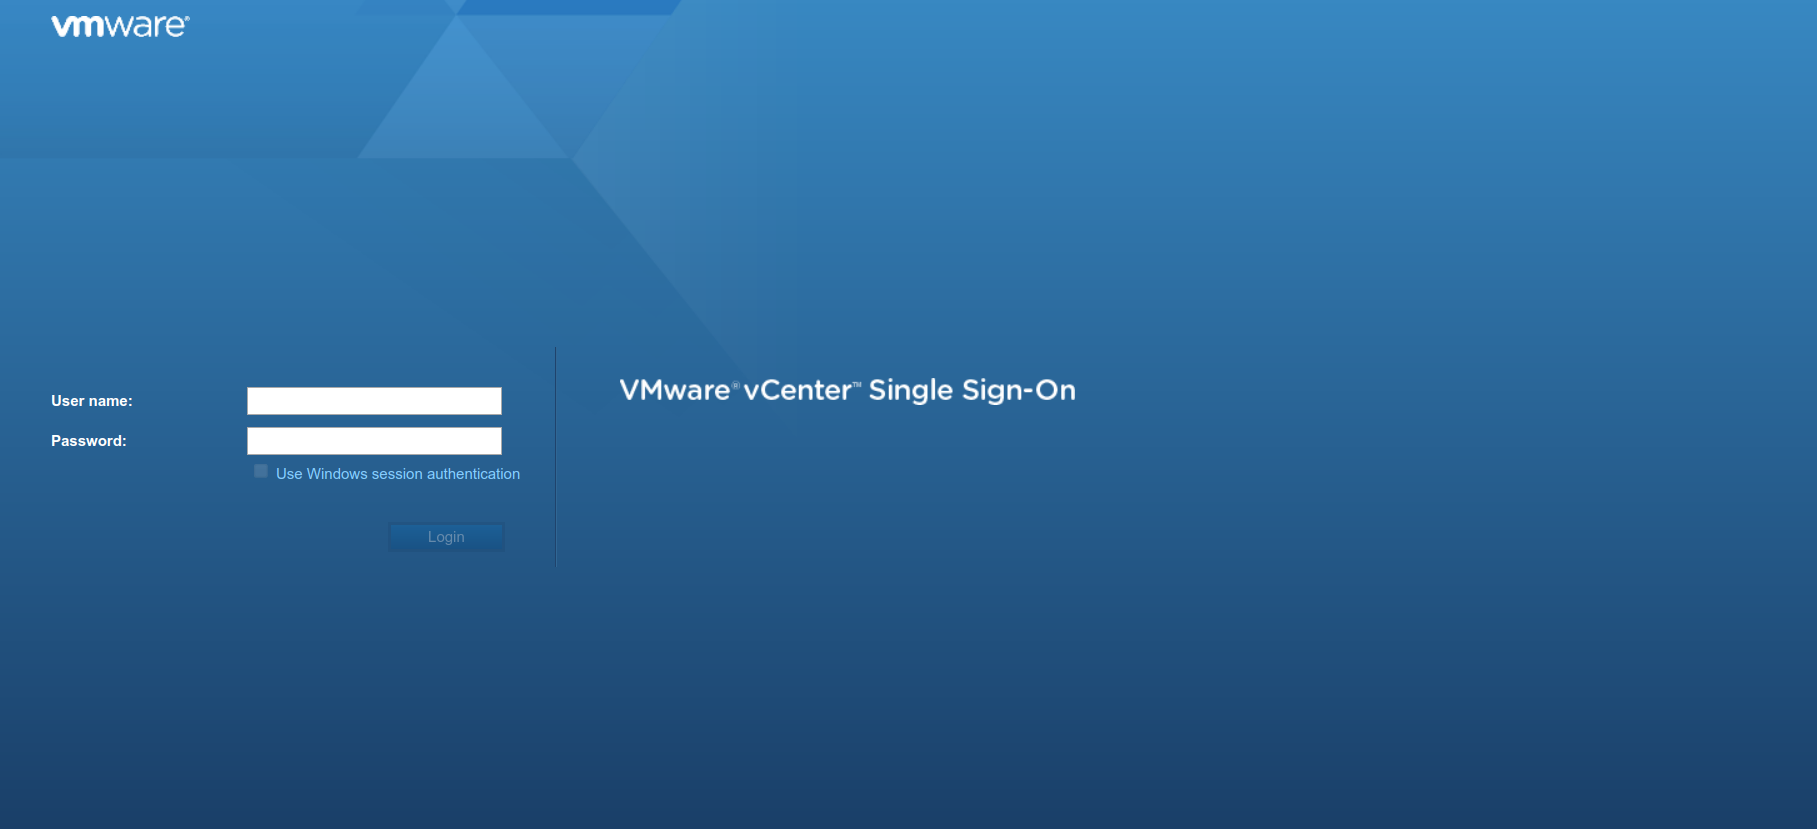 vmware®
User name:
Password:
Use Windows session authentication
Login
VMware® vCenter™ Single Sign-On